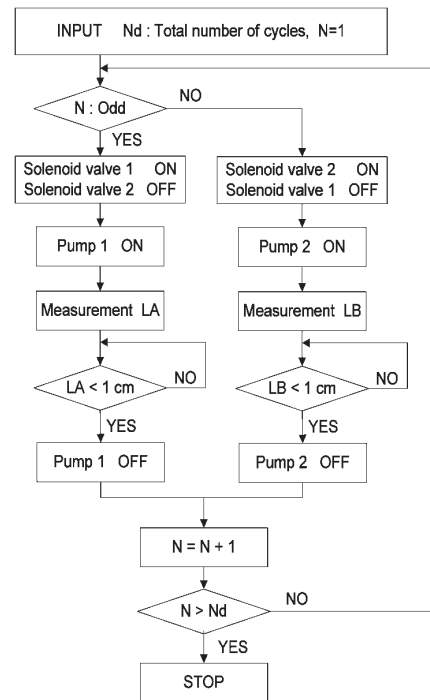 INPUT Nd : Total number of cycles, N=1
N : Odd
NO
YES
Solenoid valve 1 ON
Solenoid valve 2 OFF
Solenoid valve 2 ON
Solenoid valve 1 OFF
Pump 1 ON
Pump 2 ON
Measurement LA
Measurement LB
LA < 1 cm
NO
LB < 1 cm
NO
YES
YES
Pump 1 OFF
Pump 2 OFF
N = N + 1
N > Nd
NO
YES
STOP